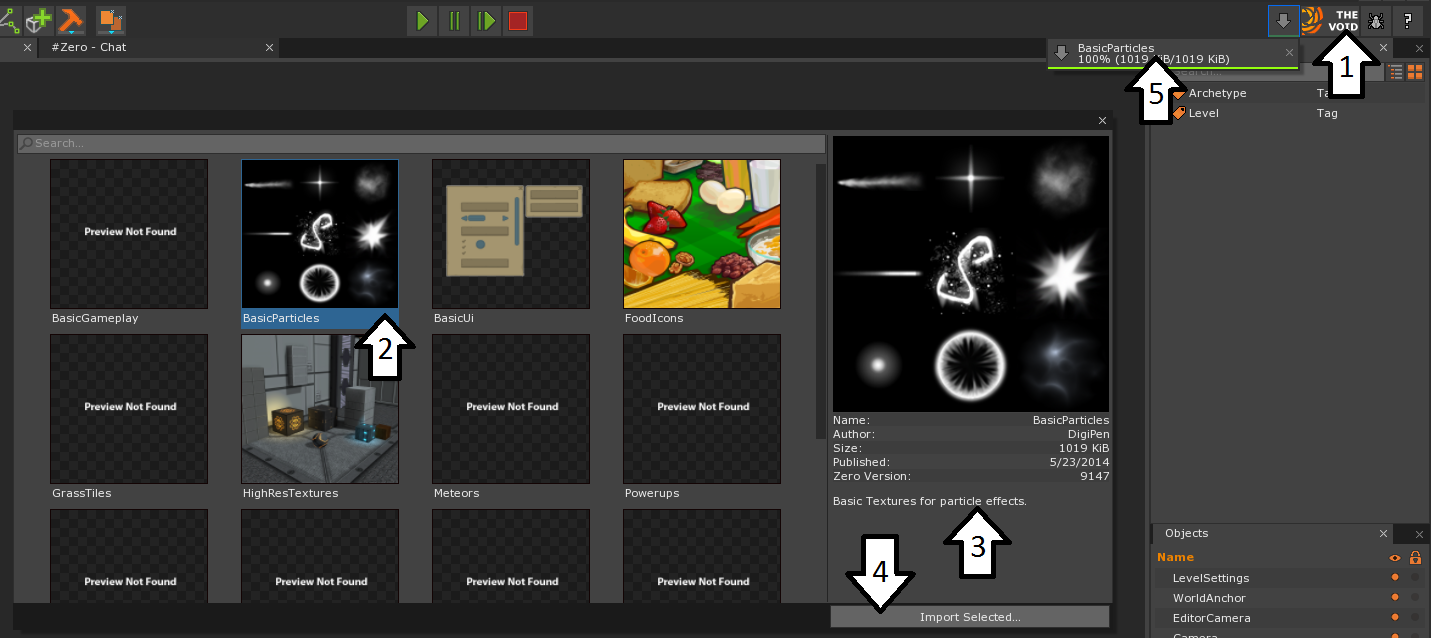 THE
VOID
?
#Zero - Chat
BasicParticles
100% (1019 KiB/1019 KiB)
1
Search...
5
Archetype
Level
Tag
Search...
Preview Not Found
BasicGameplay
BasicParticles
BasicUi
FoodIcons
2
Preview Not Found
Preview Not Found
Preview Not Found
GrassTiles
HighResTextures
Meteors
Powerups
Preview Not Found
Preview Not Found
Preview Not Found
Preview Not Found
Name: BasicParticles
Author: DigiPen
Size: 1019 KiB
Published: 5/23/2014
Zero Version: 9147
Basic Textures for particle effects.
3
4
Import Selected...
Objects
Name
LevelSettings
WorldAnchor
EditorCamera
Camera